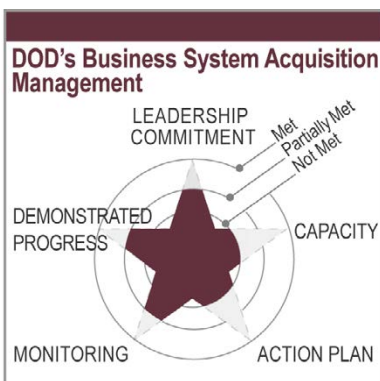 DOD's Business System Acquisition
Management
LEADERSHIP
COMMITMENT
Met
Partially Met
Not Met
DEMONSTRATED
PROGRESS
CAPACITY
MONITORING
ACTION PLAN